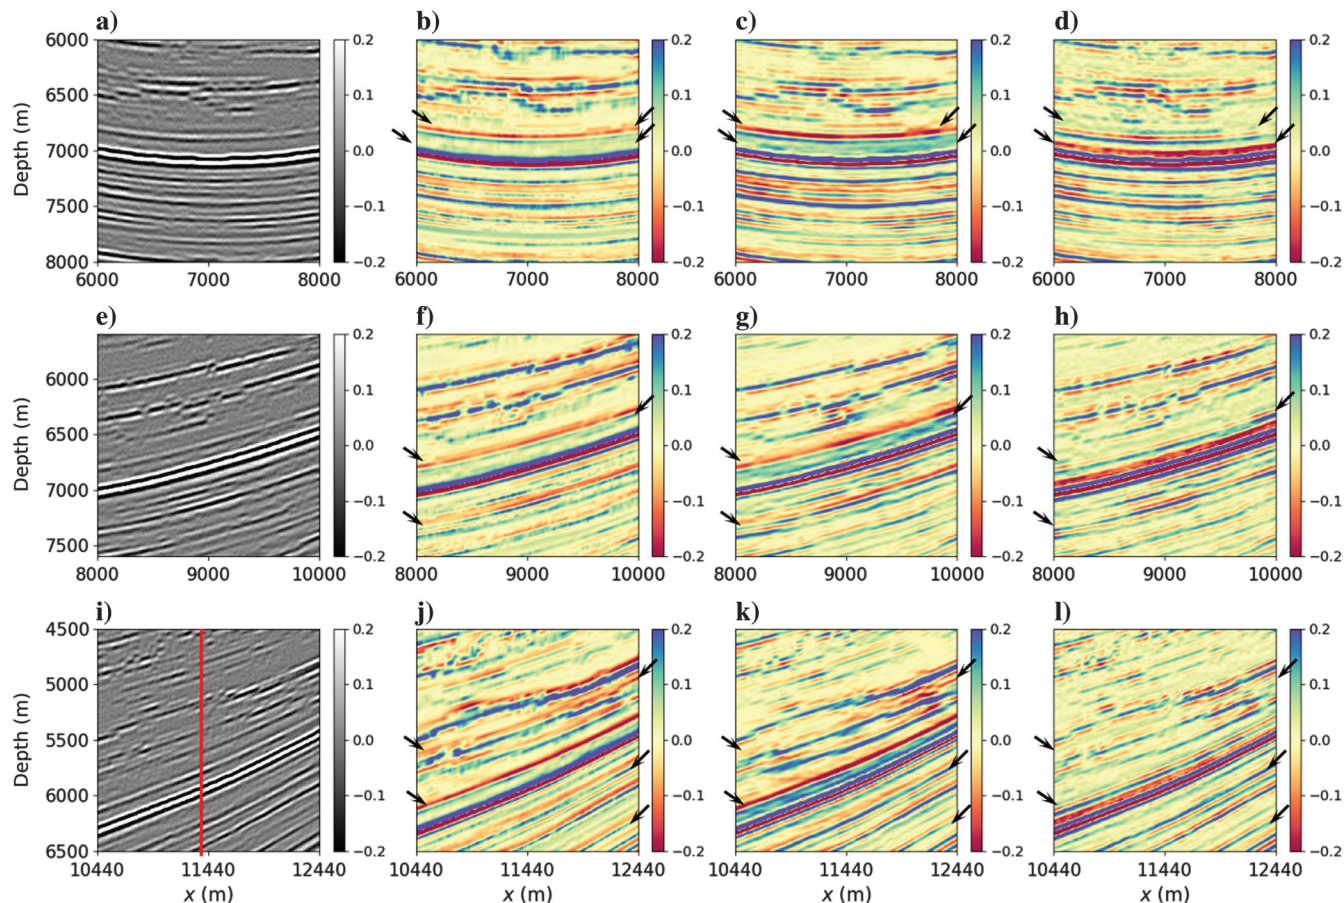 a) b) c) d)
6000 0.2 0.2 0.2 0.2
6500 0.1 0.1 0.1 0.1
Depth (m) 7000 0.0 0.0 0.0 0.0
7500 −0.1 −0.1 −0.1 −0.1
8000 −0.2 −0.2 −0.2 −0.2
6000 7000 8000 6000 7000 8000 6000 7000 8000 6000 7000 8000
e) f) g) h)
0.2 0.2 0.2 0.2
6000 0.1 0.1 0.1 0.1
Depth (m) 6500 0.0 0.0 0.0 0.0
7000 −0.1 −0.1 −0.1 −0.1
7500 −0.2 −0.2 −0.2 −0.2
8000 9000 10000 8000 9000 10000 8000 9000 10000 8000 9000 10000
i) j) k) l)
4500 0.2 0.2 0.2 0.2
5000 0.1 0.1 0.1 0.1
Depth (m) 5500 0.0 0.0 0.0 0.0
6000 −0.1 −0.1 −0.1 −0.1
6500 −0.2 −0.2 −0.2 −0.2
10440 11440 12440 10440 11440 12440 10440 11440 12440 10440 11440 12440
x (m) x (m) x (m) x (m)